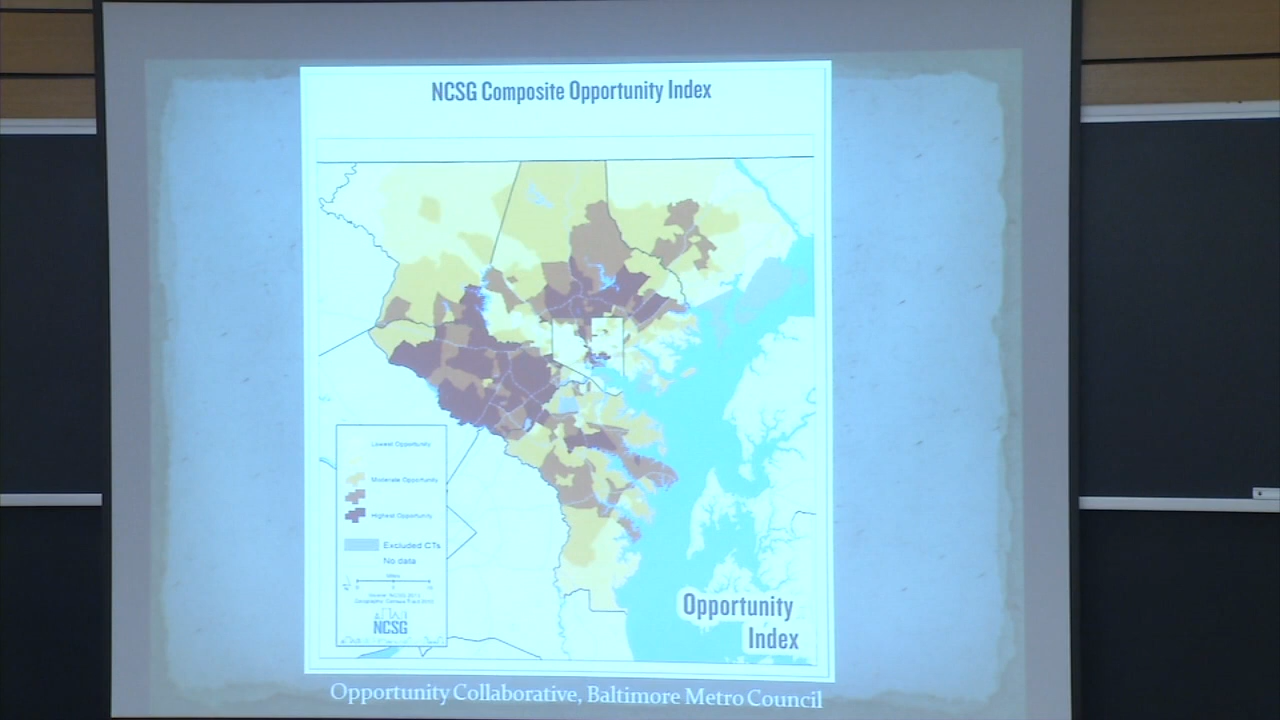 NCSG Composite Opportunity Index
Lowest Opportunity
Moderate Opportunity
Highest Opportunity
Excluded CTs
No data
Miles
NCSG
Opportunity
Index
Opportunity Collaborative, Baltimore Metro Council